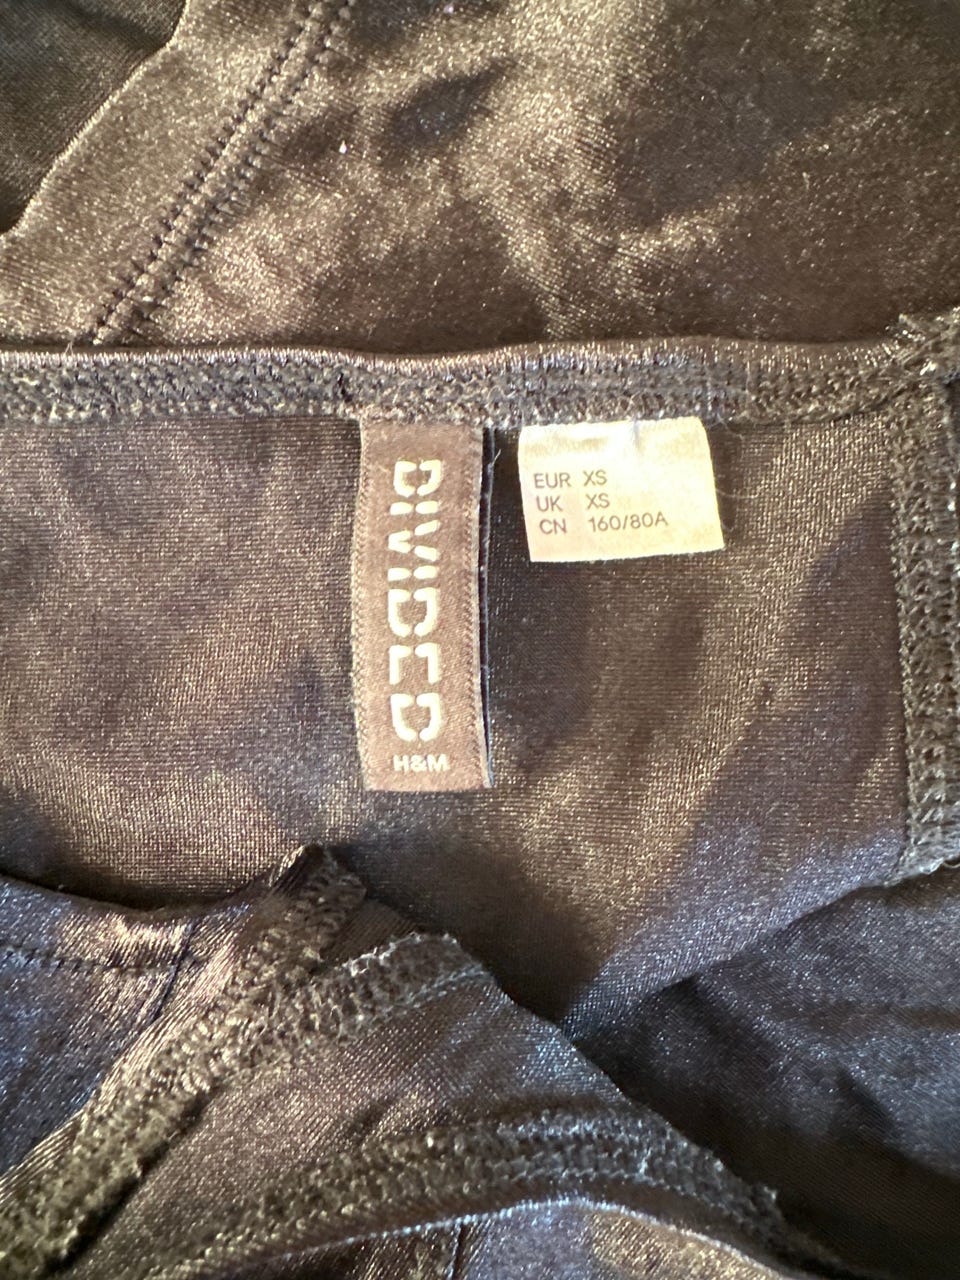 DIVIDED
H&M
EUR XS
UK XS
CN 160/80A